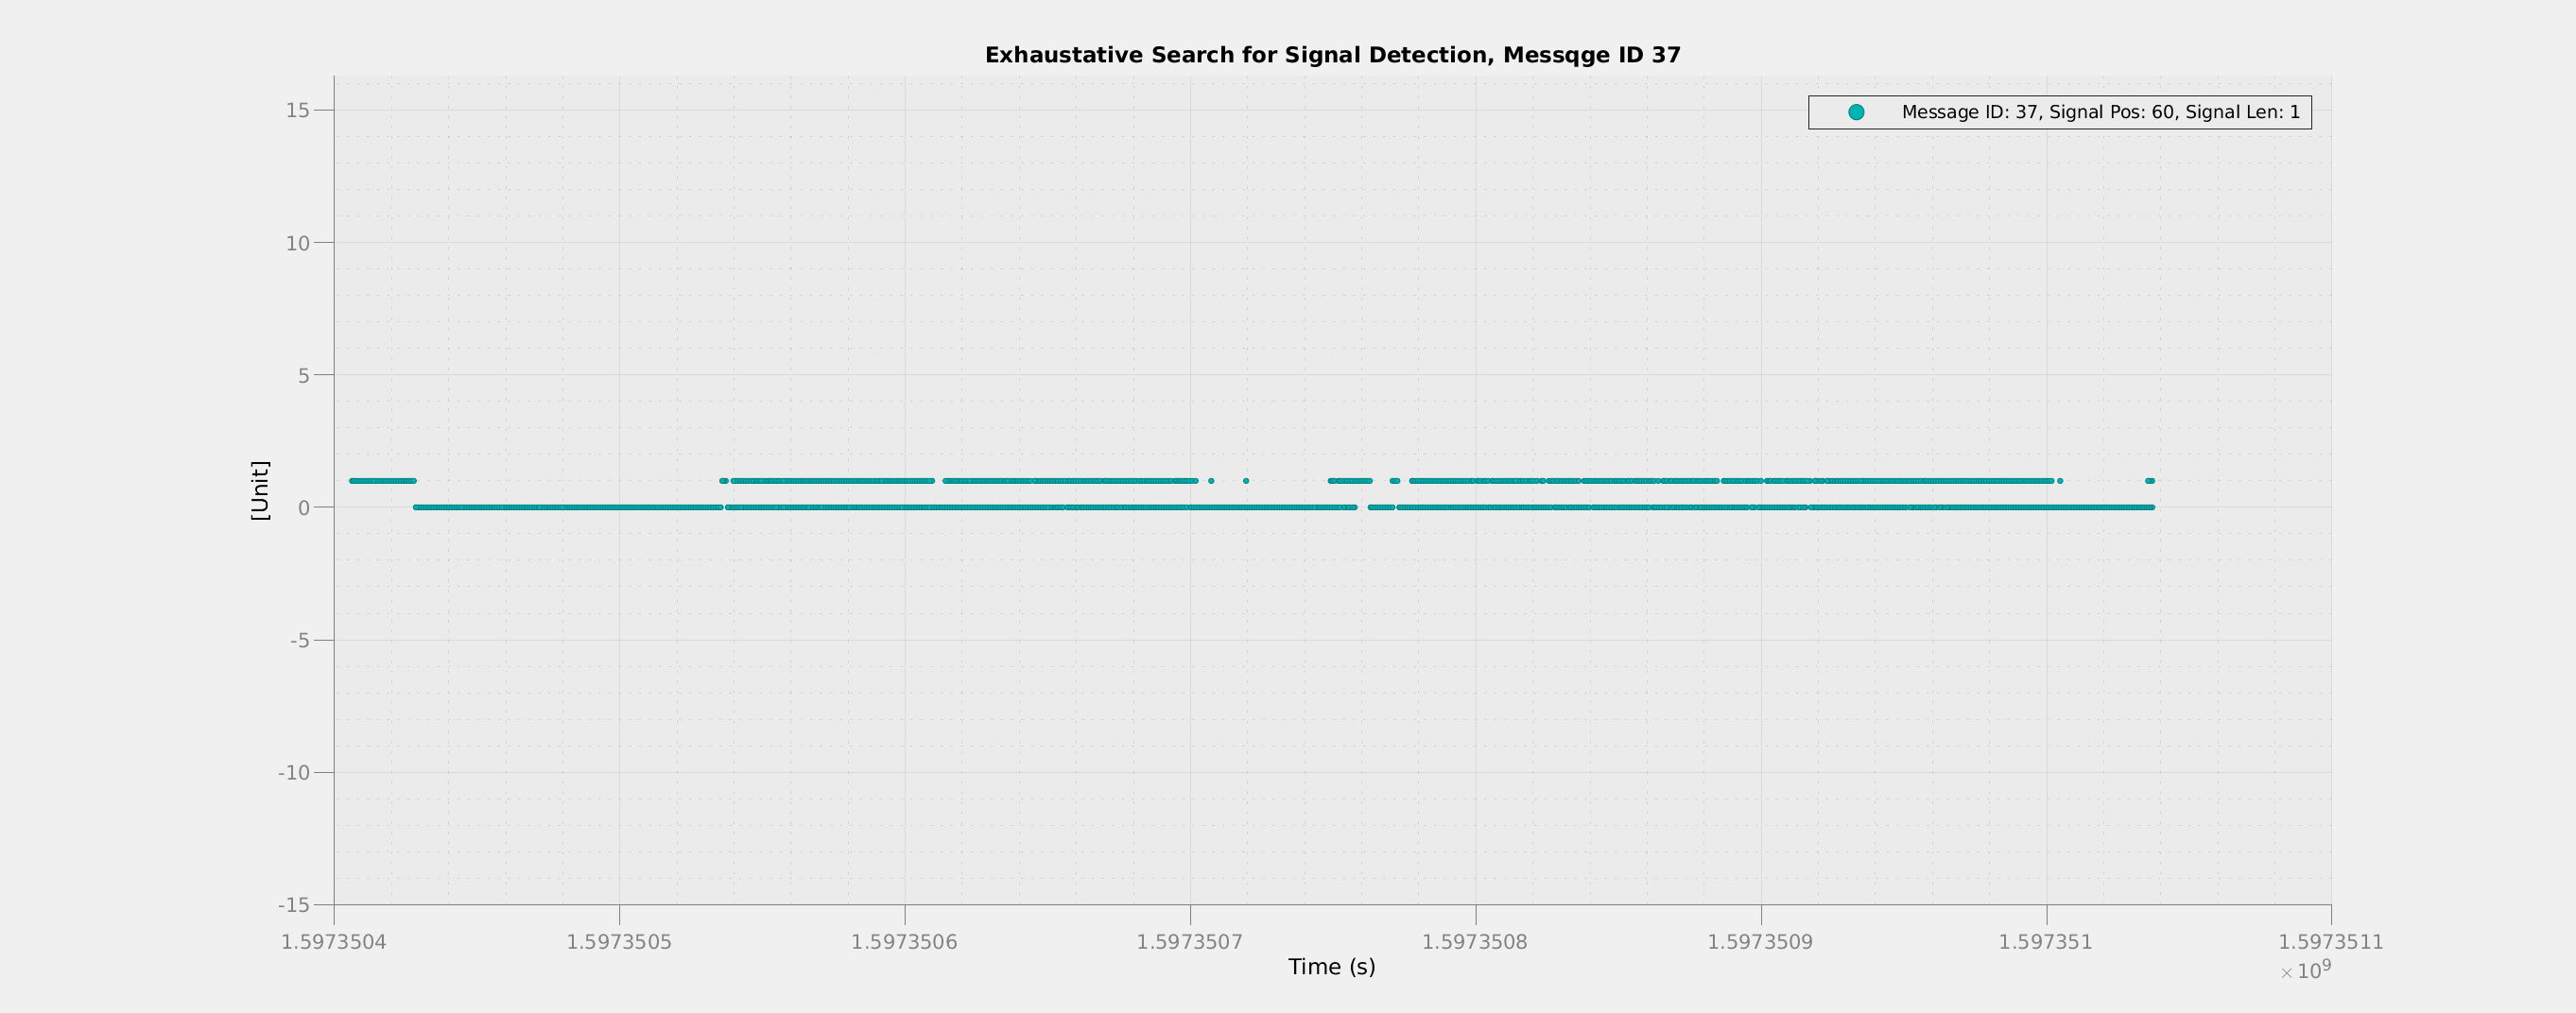 Exhaustative Search for Signal Detection, Messqge ID 37
Message ID: 37, Signal Pos: 60, Signal Len: 1
15
10
5
0
-5
-10
-15
[Unit]
1.5973504 1.5973505 1.5973506 1.5973507 1.5973508 1.5973509 1.597351 1.5973511
Time (s)
× 10⁹